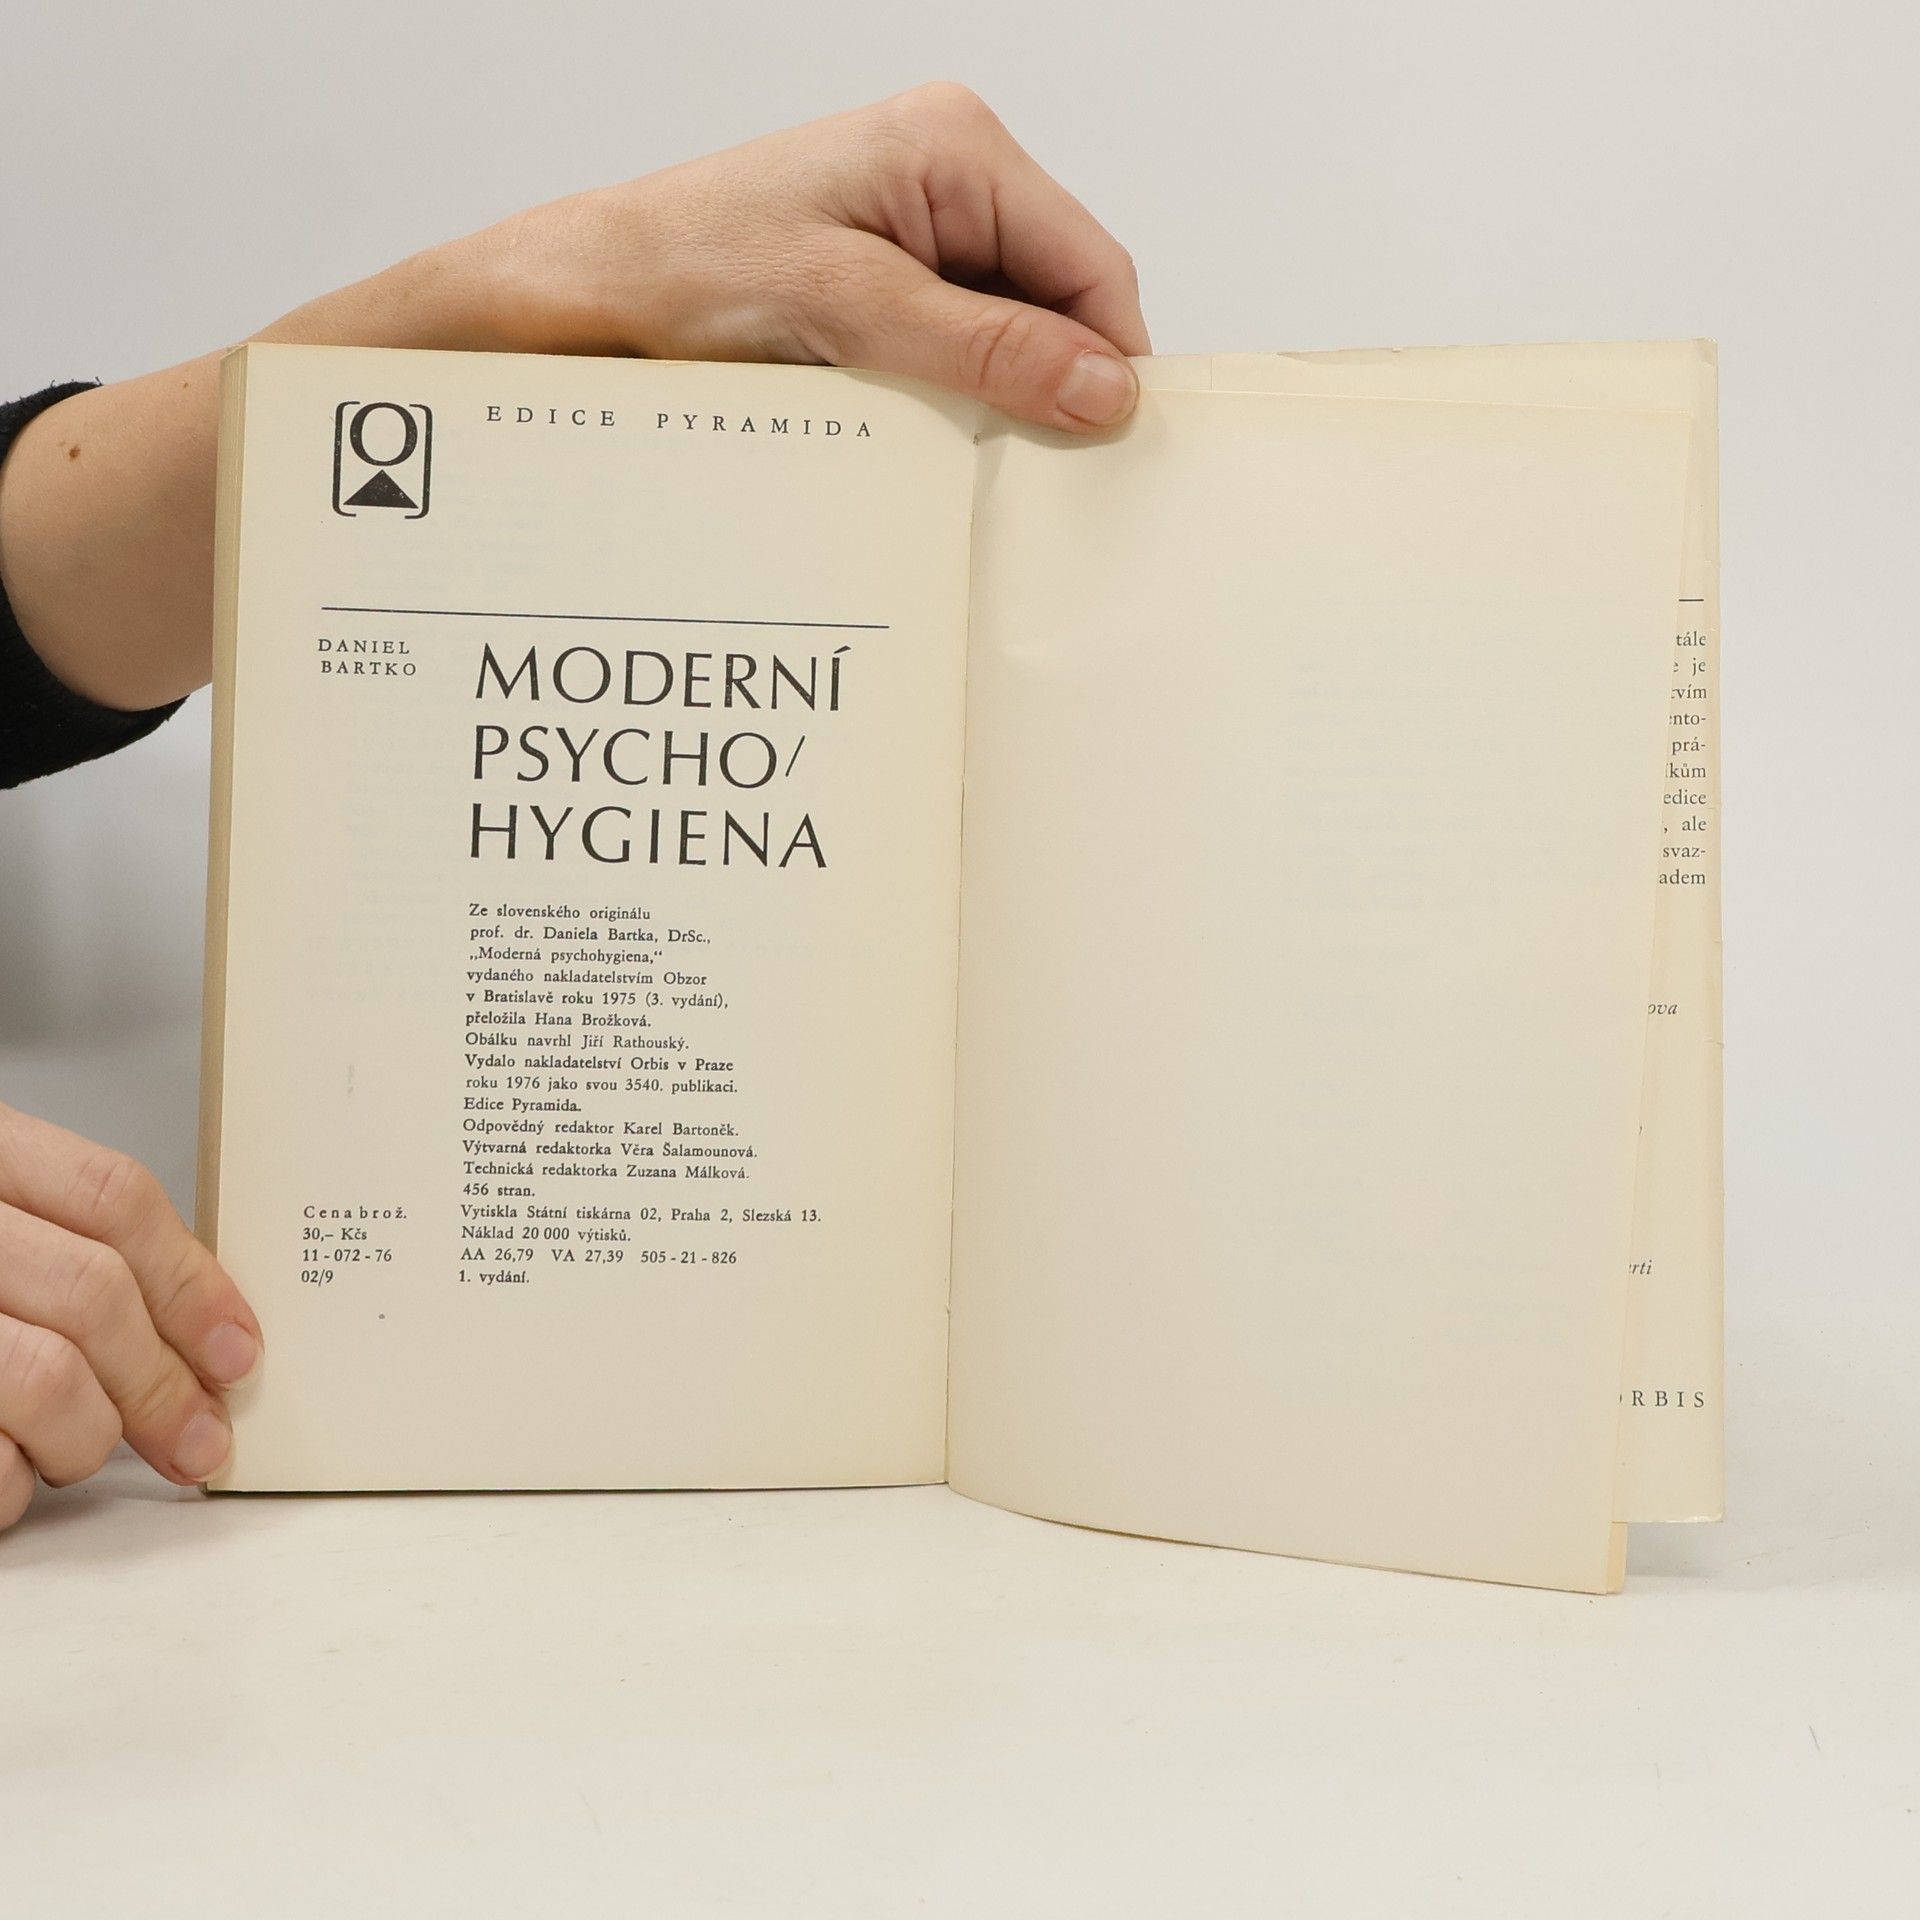 EDICE PYRAMIDA
DANIEL
BARTKO
MODERNÍ
PSYCHO/
HYGIENA
Ze slovenského originálu
prof. dr. Daniela Bartka, DrSc.,
„Moderná psychohygiena,“
vydaného nakladatelstvím Obzor
v Bratislavě roku 1975 (3. vydání),
přeložila Hana Brožková.
Obálku navrhl Jiří Rathouský.
Vydalo nakladatelství Orbis v Praze
roku 1976 jako svou 3540. publikaci.
Edice Pyramida.
Odpovědný redaktor Karel Bartoněk.
Výtvarná redaktorka Věra Šalamounová.
Technická redaktorka Zuzana Málková.
456 stran.
Vytiskla Státní tiskárna 02, Praha 2, Slezská 13.
Náklad 20 000 výtisků.
AA 26,79 VA 27,39 505-21-826
1. vydání.
Cena brož.
30,– Kčs
11-072-76
02/9
tále
je
tvím
ento-
prá-
íkům
edice
, ale
svaz-
adem
ova
rti
RBIS